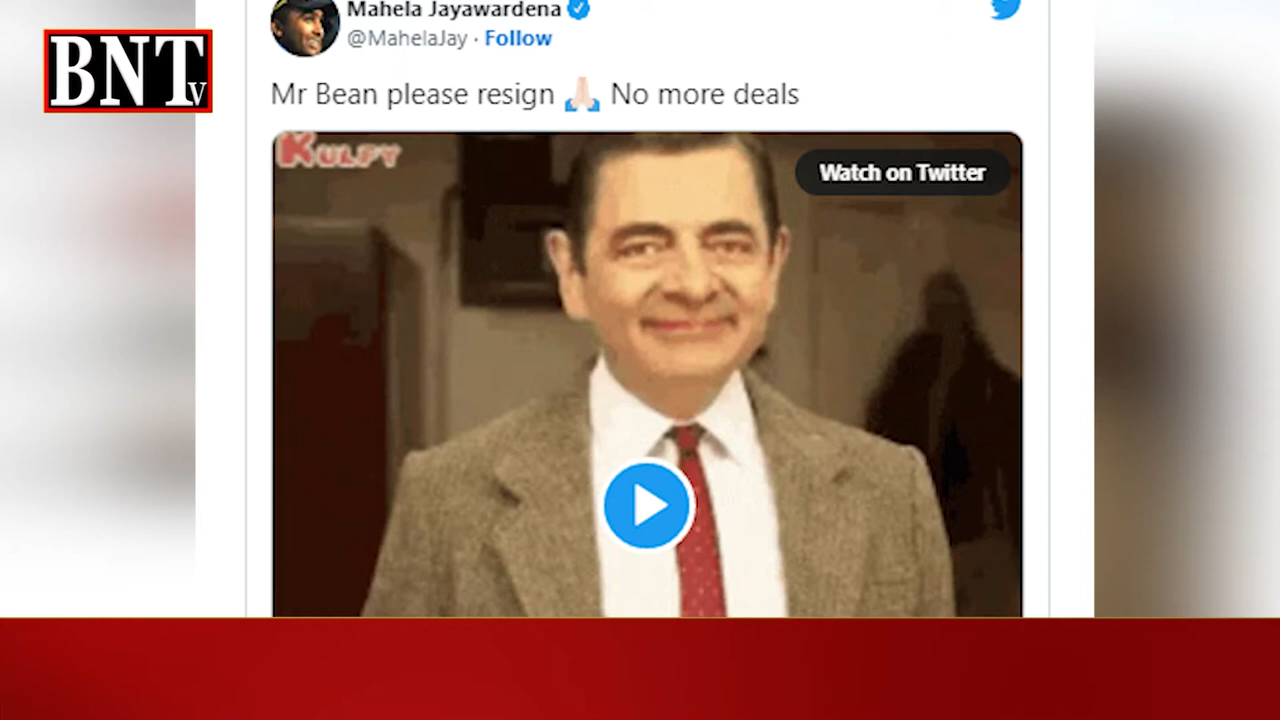 BNTV
Mahela Jayawardena
@MahelaJay · Follow
Mr Bean please resign 🙏🏻 No more deals
KULFY
Watch on Twitter